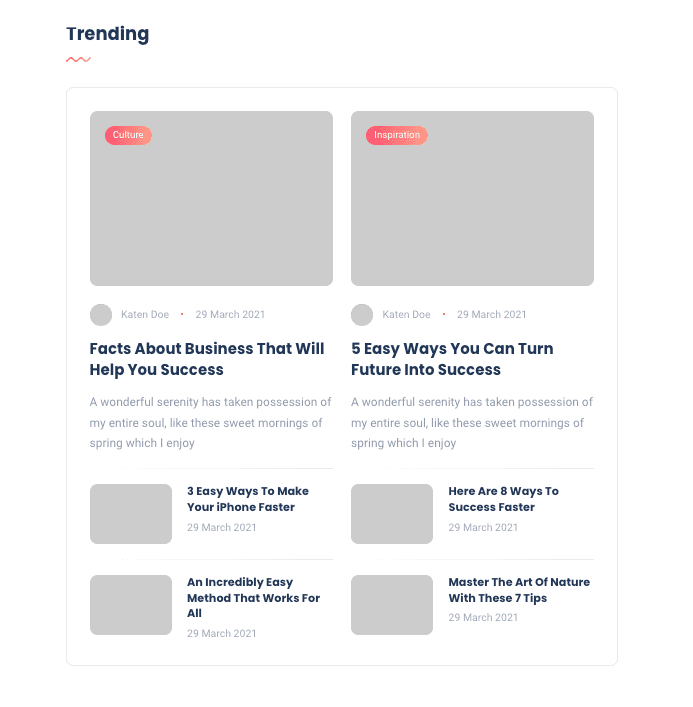 Trending
Culture
Katen Doe • 29 March 2021
Facts About Business That Will
Help You Success
A wonderful serenity has taken possession of
my entire soul, like these sweet mornings of
spring which I enjoy
3 Easy Ways To Make
Your iPhone Faster
29 March 2021
An Incredibly Easy
Method That Works For
All
29 March 2021
Inspiration
Katen Doe • 29 March 2021
5 Easy Ways You Can Turn
Future Into Success
A wonderful serenity has taken possession of
my entire soul, like these sweet mornings of
spring which I enjoy
Here Are 8 Ways To
Success Faster
29 March 2021
Master The Art Of Nature
With These 7 Tips
29 March 2021